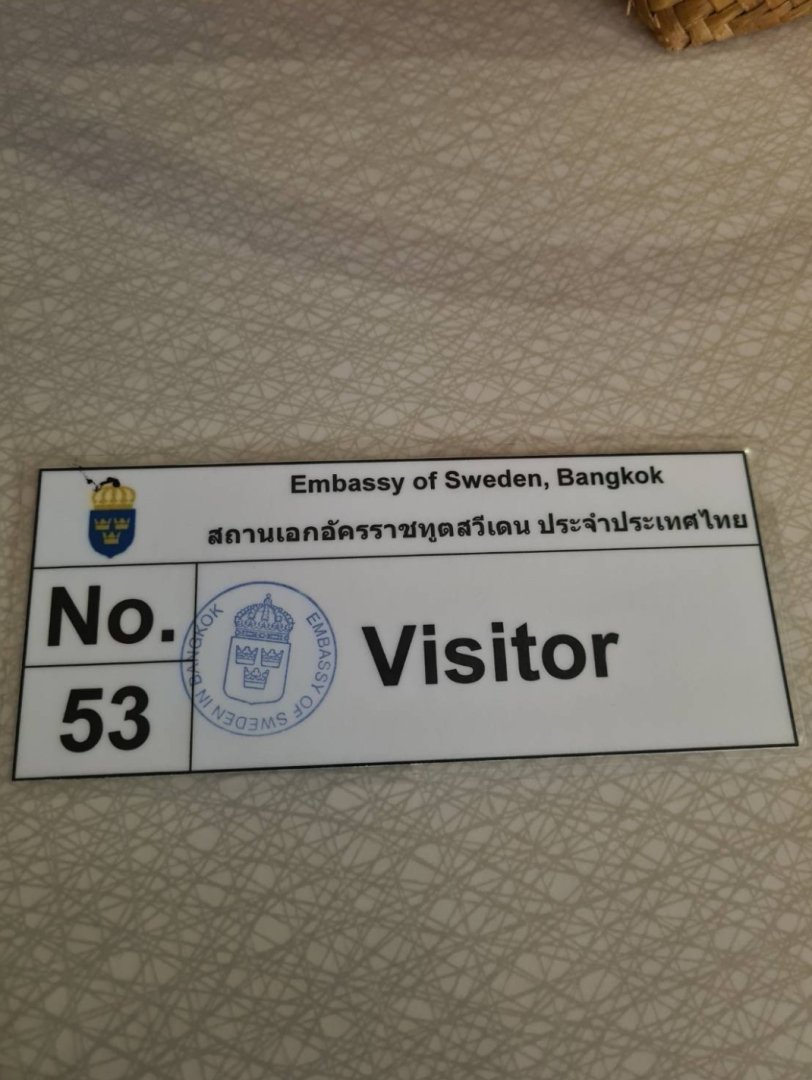 Embassy of Sweden, Bangkok
สถานเอกอัครราชทูตสวีเดน ประจำประเทศไทย
No.
53
EMBASSY OF SWEDEN IN BANGKOK
Visitor